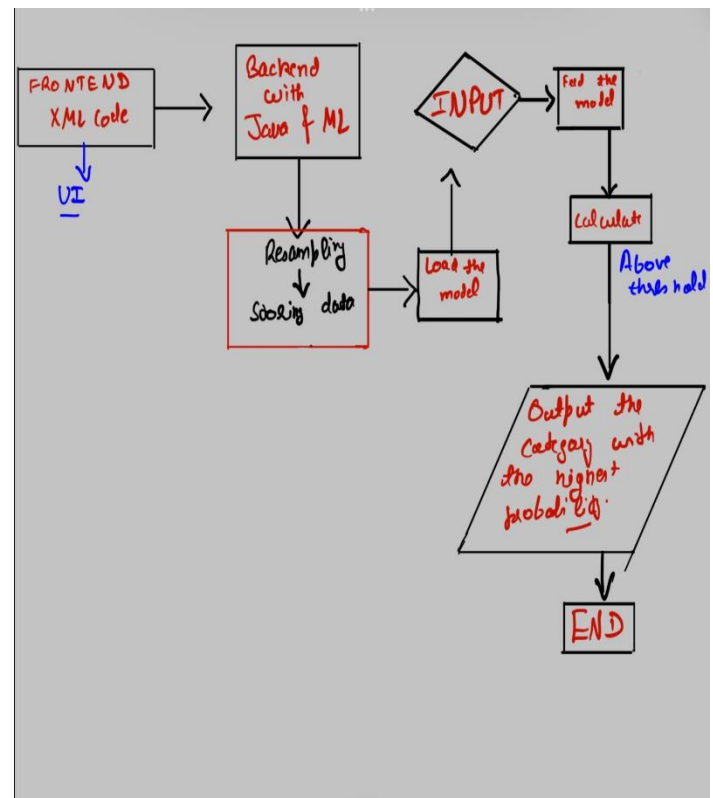 FRONTEND
XML Code
UI
Backend
with
Java & ML
Resampling
Storing data
Load the
model
INPUT
Feed the
model
Calculate
Above
threshold
Output the
Category with
the highest
probability.
END